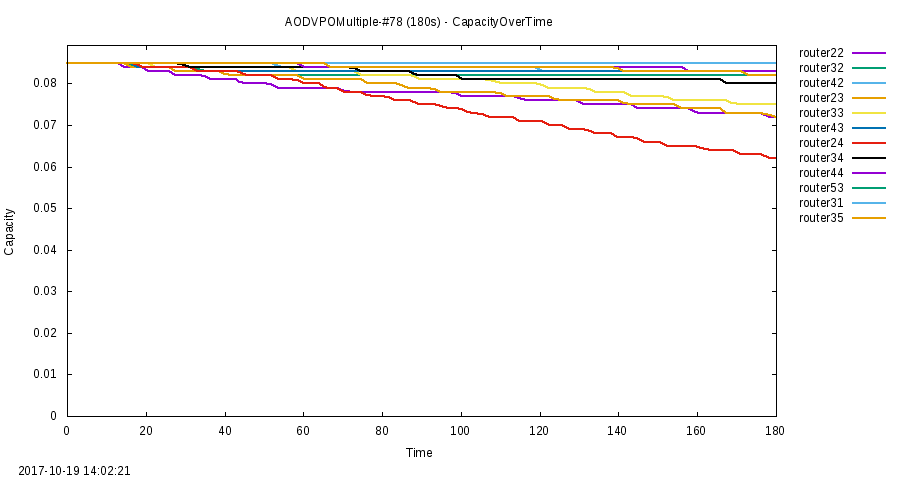 AODVPOMultiple-#78 (180s) - CapacityOverTime
router22
router32
router42
router23
router33
router43
router24
router34
router44
router53
router31
router35
0.08
0.07
0.06
0.05
0.04
0.03
0.02
0.01
0
Capacity
0 20 40 60 80 100 120 140 160 180
Time
2017-10-19 14:02:21